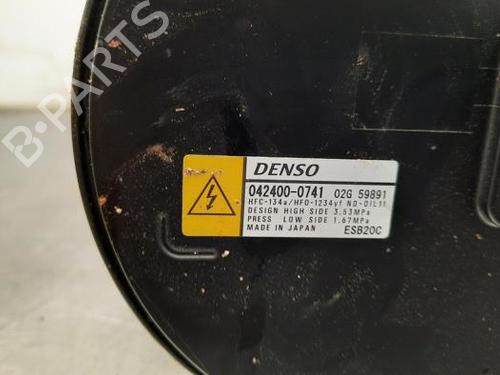 B-PARTS
DENSO
042400-0741 02G 59891
HFC-134a/HFO-1234yf ND-OIL11
DESIGN HIGH SIDE 3.53MPa
PRESS LOW SIDE 1.67MPa
MADE IN JAPAN ESB20C